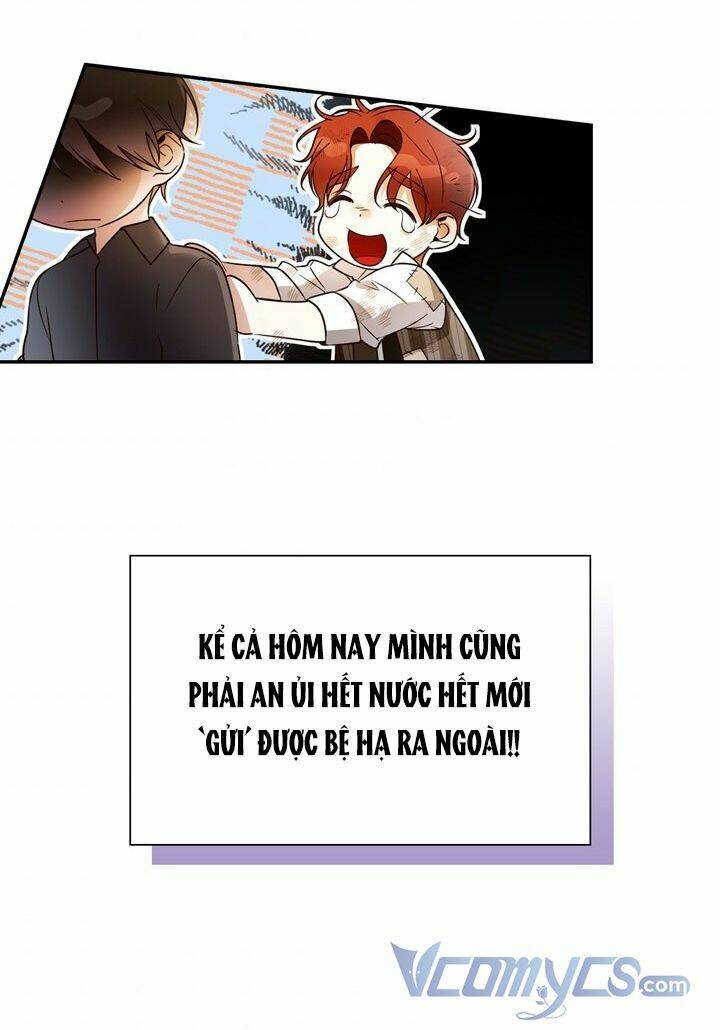 KỂ CẢ HÔM NAY MÌNH CŨNG
PHẢI AN ỦI HẾT NƯỚC HẾT MỚI
`GỬI´ ĐƯỢC BỆ HẠ RA NGOÀI!!
VCOMYCS.com